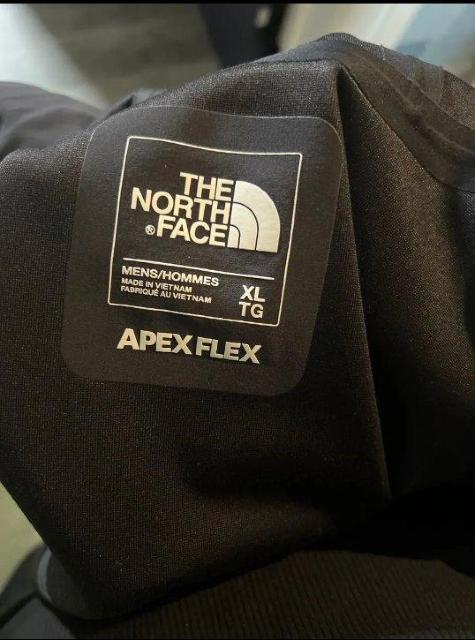 THE
NORTH
®FACE
MENS/HOMMES
MADE IN VIETNAM
FABRIQUÉ AU VIETNAM
XL
TG
APEX FLEX